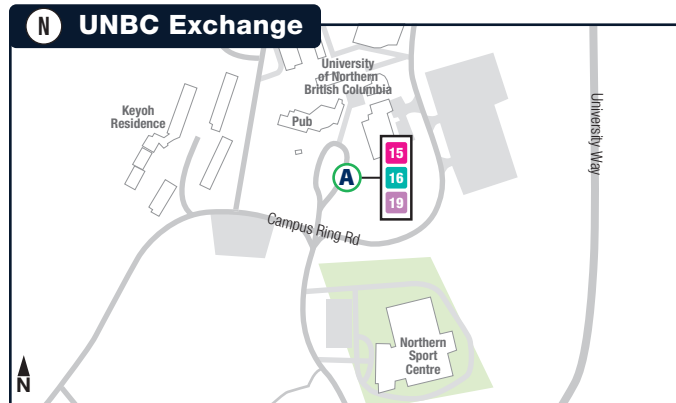 N UNBC Exchange
University
of Northern
British Columbia
Keyoh
Residence
Pub
University Way
15
A
16
19
Campus Ring Rd
Northern
Sport
Centre
N